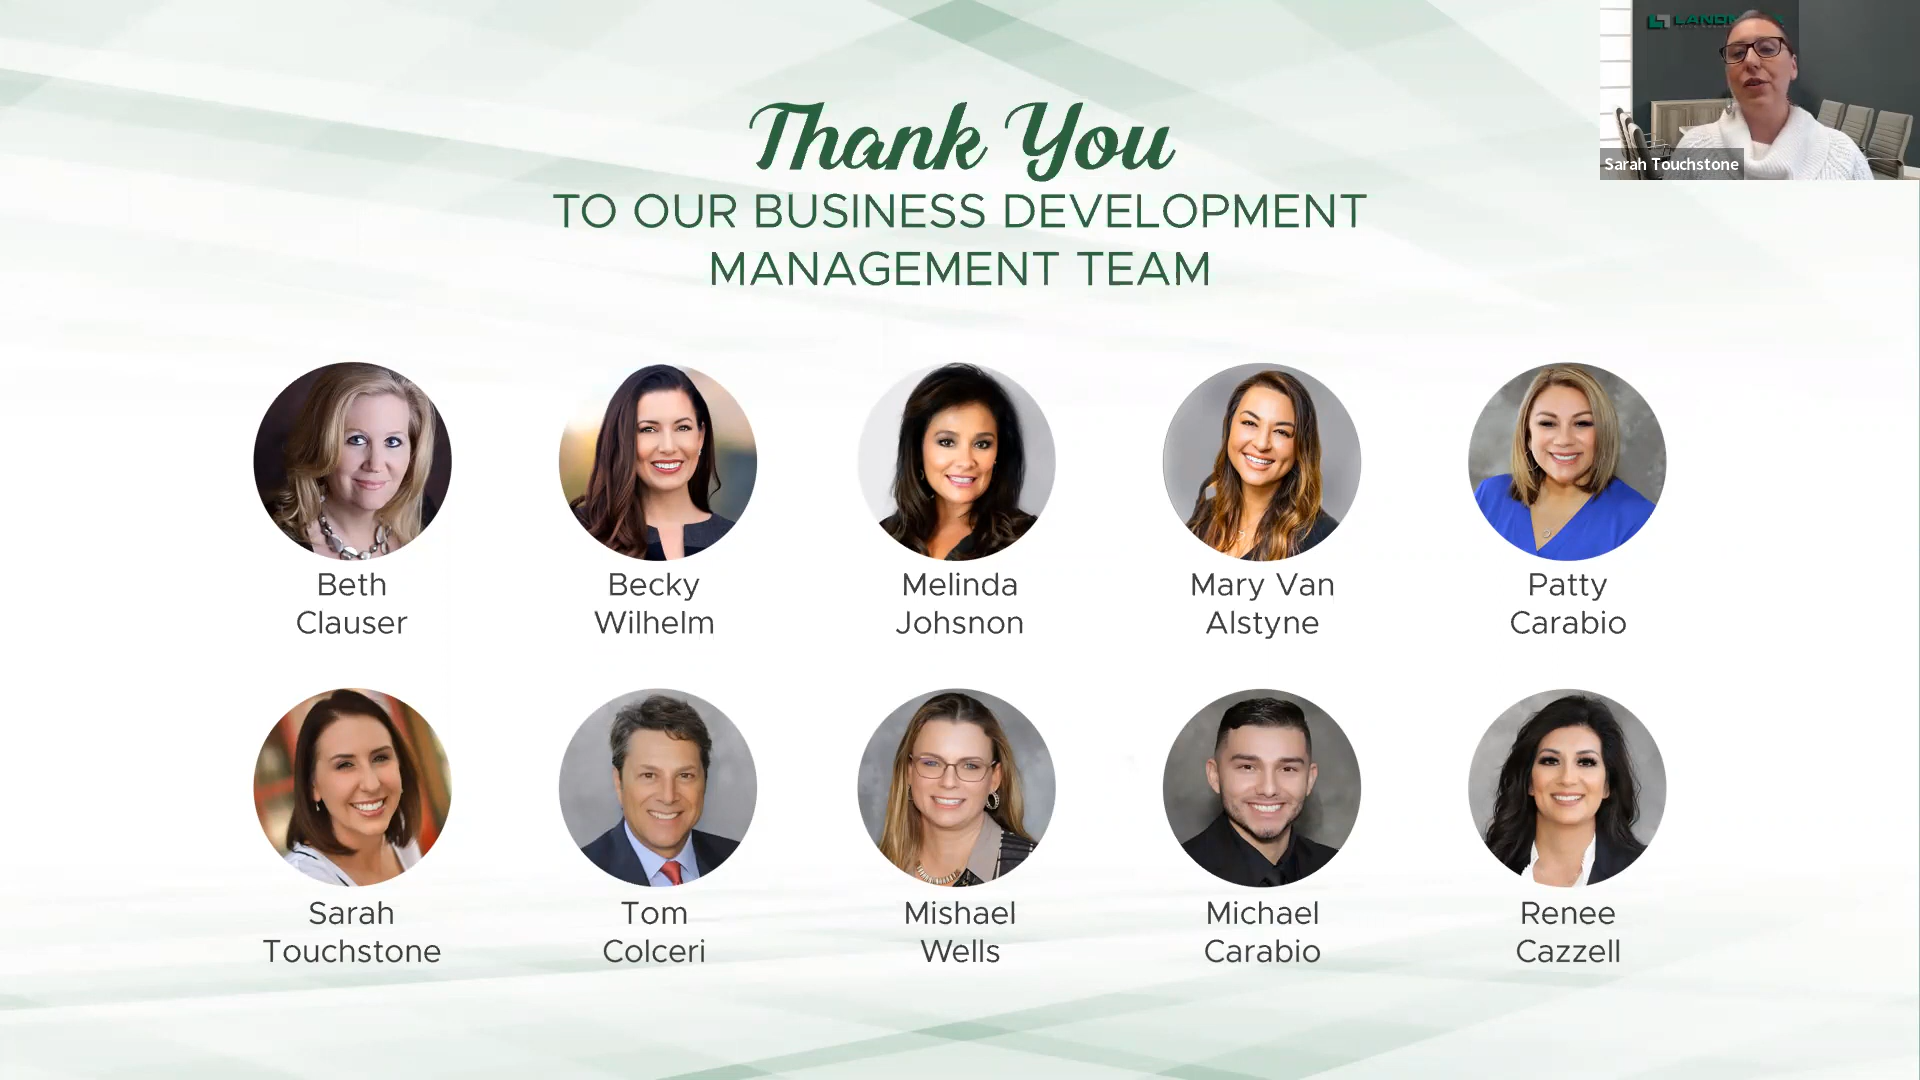 Thank You
TO OUR BUSINESS DEVELOPMENT
MANAGEMENT TEAM
Sarah Touchstone
Beth
Clauser
Becky
Wilhelm
Melinda
Johsnon
Mary Van
Alstyne
Patty
Carabio
Sarah
Touchstone
Tom
Colceri
Mishael
Wells
Michael
Carabio
Renee
Cazzell